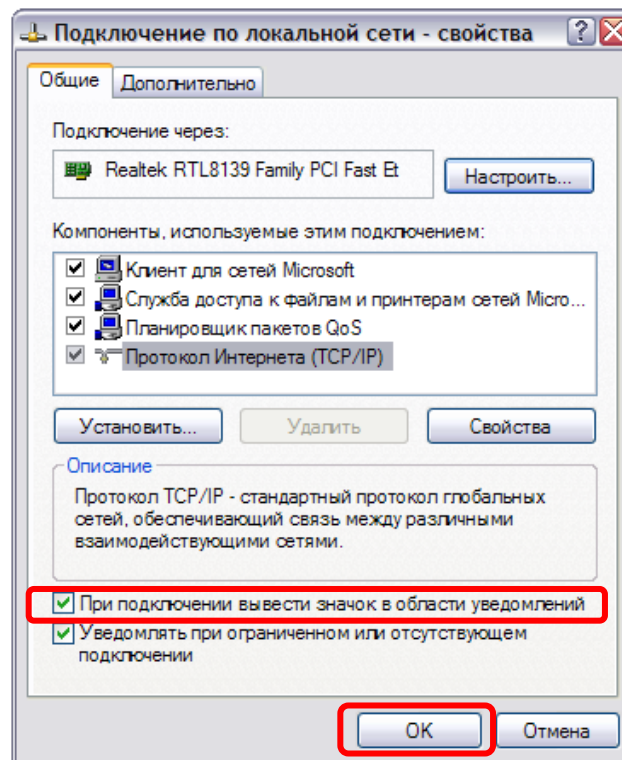 Подключение по локальной сети - свойства
Общие Дополнительно
Подключение через:
Realtek RTL8139 Family PCI Fast Et Настроить...
Компоненты, используемые этим подключением:
Клиент для сетей Microsoft
Служба доступа к файлам и принтерам сетей Micro...
Планировщик пакетов QoS
Протокол Интернета (TCP/IP)
Установить... Удалить Свойства
Описание
Протокол TCP/IP - стандартный протокол глобальных
сетей, обеспечивающий связь между различными
взаимодействующими сетями.
При подключении вывести значок в области уведомлений
Уведомлять при ограниченном или отсутствующем
подключении
OK Отмена